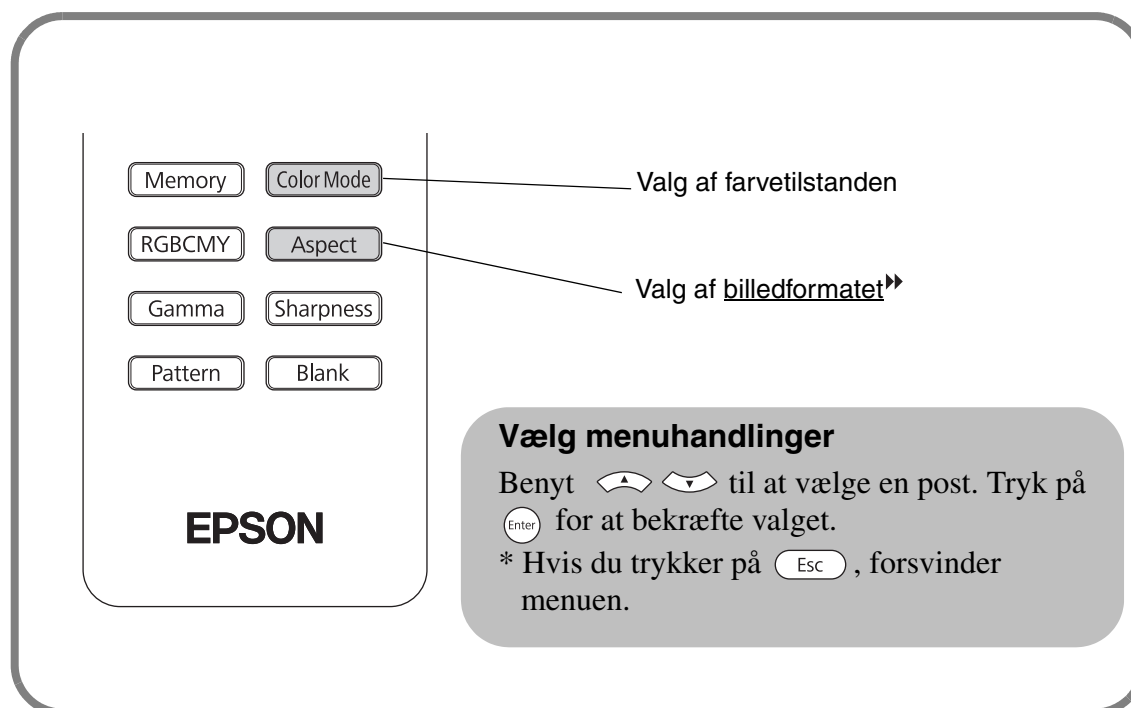 Memory Color Mode
Valg af farvetilstanden
RGBCMY Aspect
Valg af billedformatet
Gamma Sharpness
Pattern Blank
EPSON
Vælg menuhandlinger
Benyt til at vælge en post. Tryk på
Enter for at bekræfte valget.
* Hvis du trykker på Esc , forsvinder
menuen.